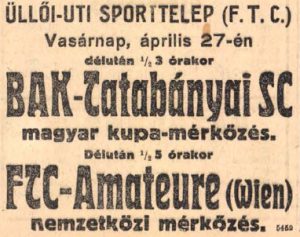 ÜLLŐI-UTI SPORTTELEP (F. T. C.)
Vasárnap, április 27-én
délután ½ 3 órakor
BAK-Tatabányai SC
magyar kupa-mérkőzés.
Délután ½ 5 órakor
FTC-Amateure (Wien)
nemzetközi mérkőzés.
5459